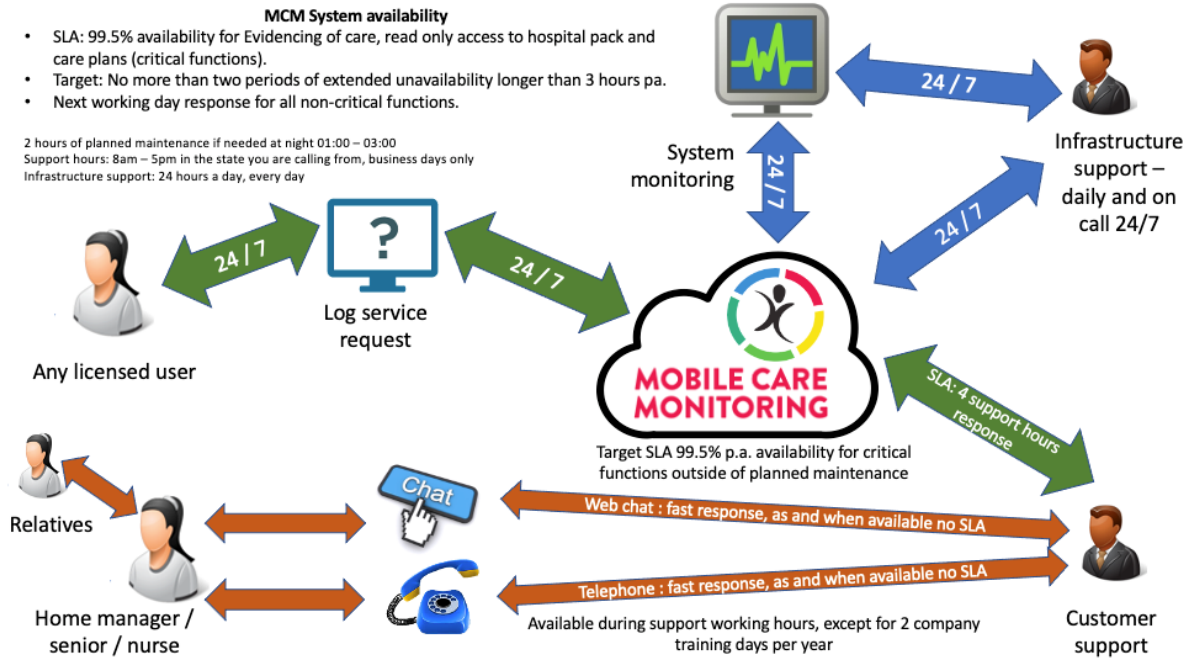 MCM System availability
• SLA: 99.5% availability for Evidencing of care, read only access to hospital pack and
care plans (critical functions).
• Target: No more than two periods of extended unavailability longer than 3 hours pa.
• Next working day response for all non-critical functions.
2 hours of planned maintenance if needed at night 01:00 – 03:00
Support hours: 8am – 5pm in the state you are calling from, business days only
Infrastructure support: 24 hours a day, every day
System
monitoring
24 / 7
24 / 7
24 / 7
Infrastructure
support –
daily and on
call 24/7
Any licensed user
24 / 7
?
Log service
request
24 / 7
MOBILE CARE
MONITORING
Target SLA 99.5% p.a. availability for critical
functions outside of planned maintenance
SLA: 4 support hours
response
Relatives
Home manager /
senior / nurse
Chat
Web chat : fast response, as and when available no SLA
Telephone : fast response, as and when available no SLA
Available during support working hours, except for 2 company
training days per year
Customer
support